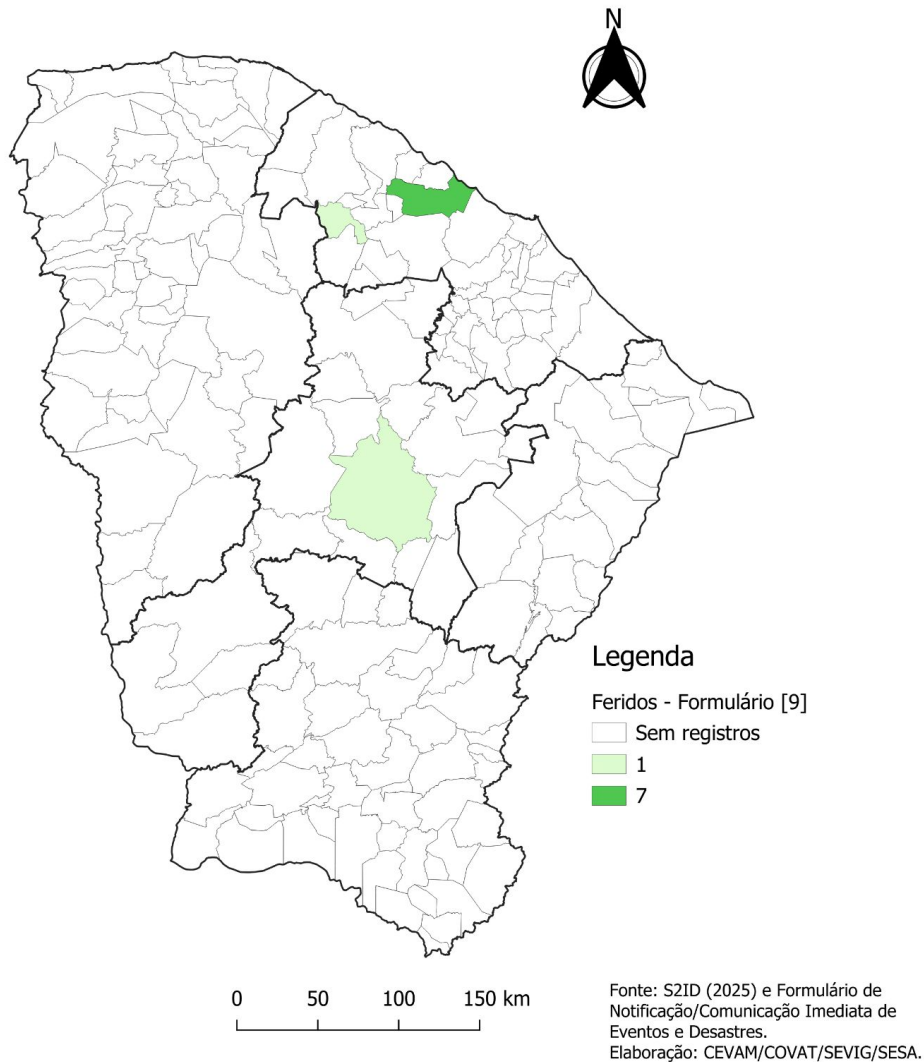 N
Legenda
Feridos - Formulário [9]
Sem registros
1
7
0 50 100 150 km
Fonte: S2ID (2025) e Formulário de
Notificação/Comunicação Imediata de
Eventos e Desastres.
Elaboração: CEVAM/COVAT/SEVIG/SESA.